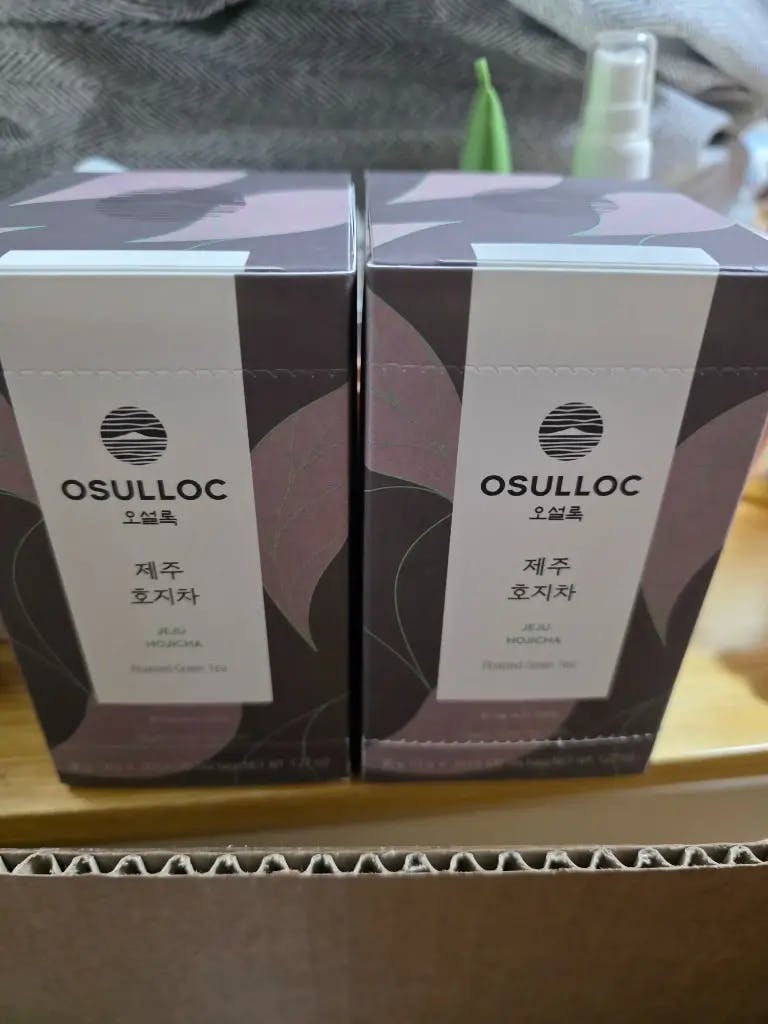 OSULLOC
오설록
제주
호지차
JEJU
HOJICHA
Roasted Green Tea
OSULLOC
오설록
제주
호지차
JEJU
HOJICHA
Roasted Green Tea